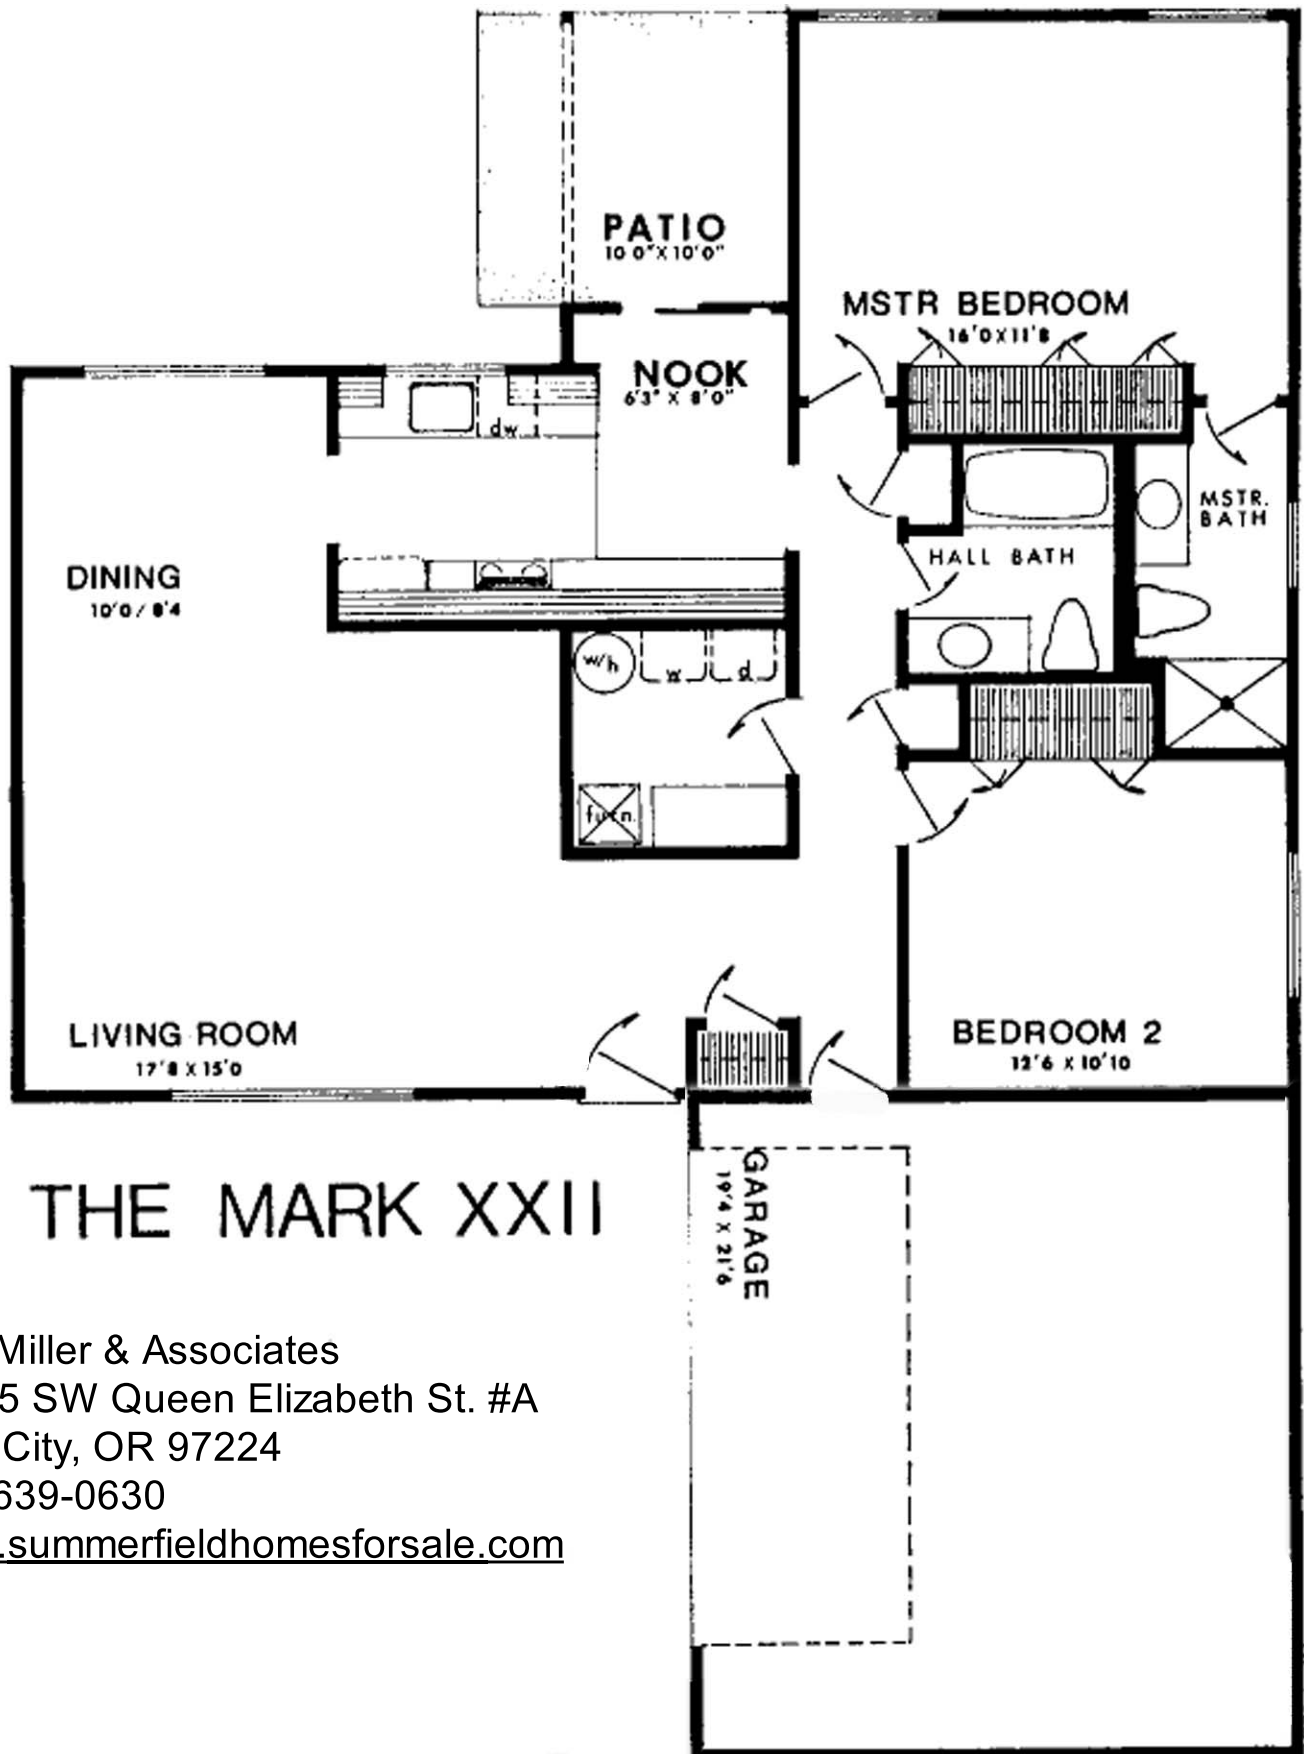 PATIO
10'0"X10'0"
MSTR BEDROOM
16'0X11'8
NOOK
6'3" X 8'0"
dw
MSTR.
BATH
HALL BATH
DINING
10'0/8'4
w/h
w
d
furn.
LIVING ROOM
17'8 X 15'0
BEDROOM 2
12'6 X 10'10
GARAGE
19'4 X 21'6
THE MARK XXII
Miller & Associates
5 SW Queen Elizabeth St. #A
City, OR 97224
639-0630
.summerfieldhomesforsale.com